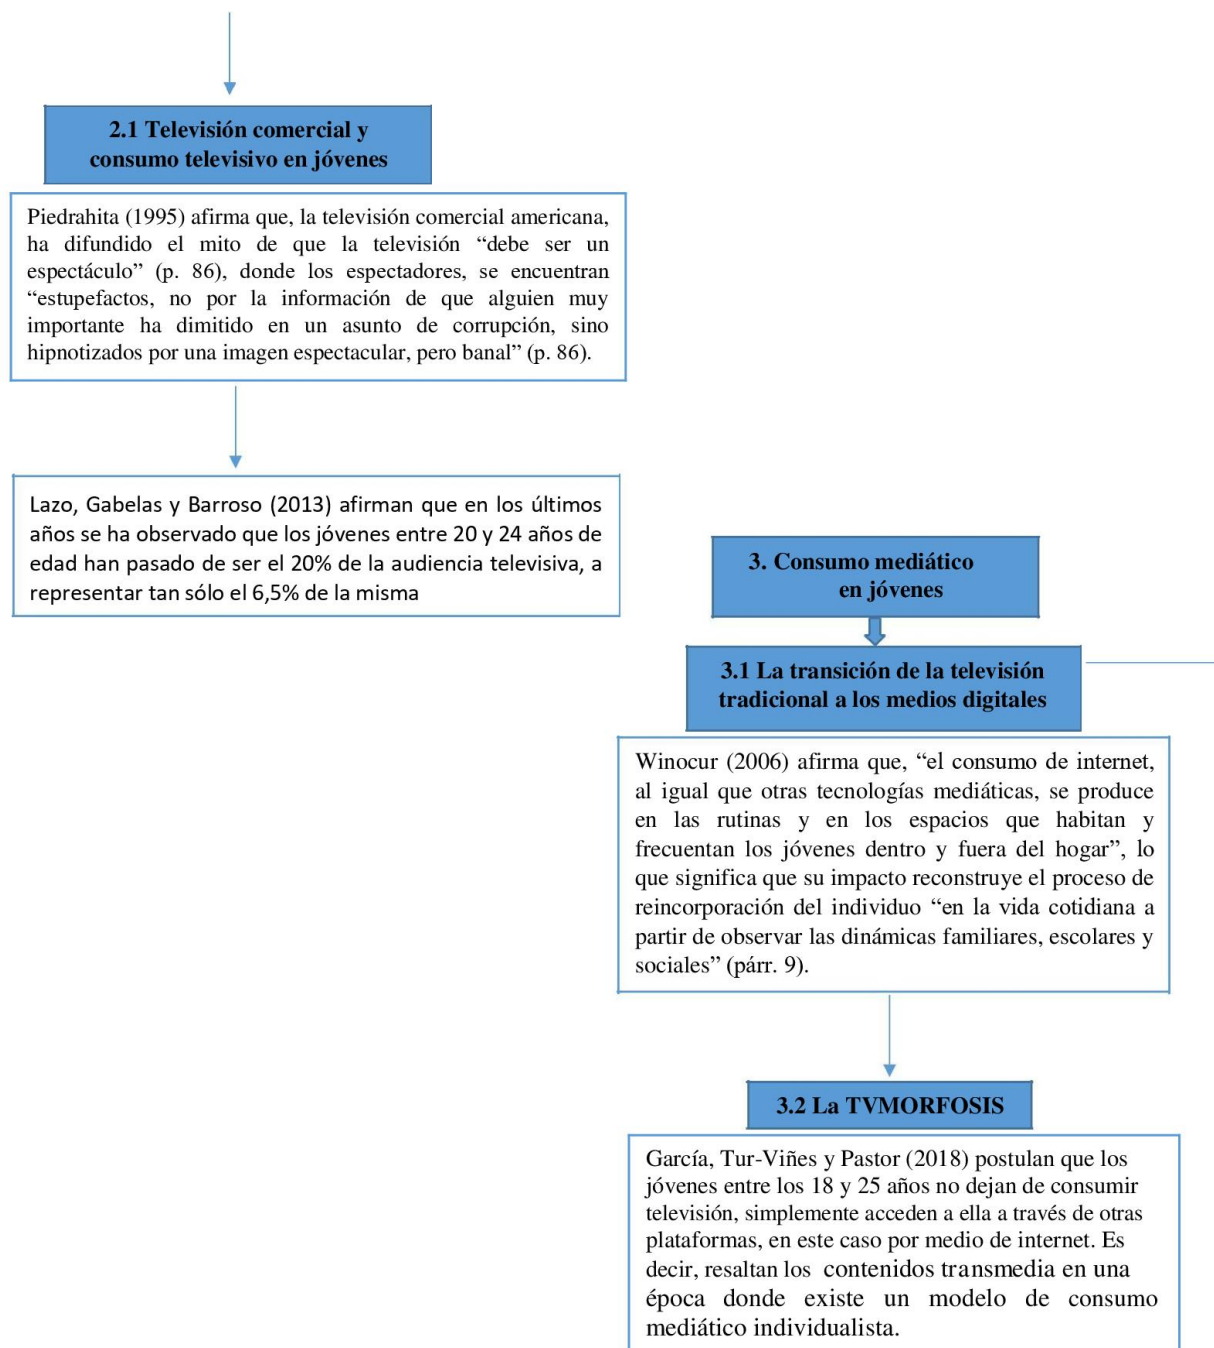 2.1 Televisión comercial y
consumo televisivo en jóvenes
Piedrahita (1995) afirma que, la televisión comercial americana,
ha difundido el mito de que la televisión “debe ser un
espectáculo” (p. 86), donde los espectadores, se encuentran
“estupefactos, no por la información de que alguien muy
importante ha dimitido en un asunto de corrupción, sino
hipnotizados por una imagen espectacular, pero banal” (p. 86).
Lazo, Gabelas y Barroso (2013) afirman que en los últimos
años se ha observado que los jóvenes entre 20 y 24 años de
edad han pasado de ser el 20% de la audiencia televisiva, a
representar tan sólo el 6,5% de la misma
3. Consumo mediático
en jóvenes
3.1 La transición de la televisión
tradicional a los medios digitales
Winocur (2006) afirma que, “el consumo de internet,
al igual que otras tecnologías mediáticas, se produce
en las rutinas y en los espacios que habitan y
frecuentan los jóvenes dentro y fuera del hogar”, lo
que significa que su impacto reconstruye el proceso de
reincorporación del individuo “en la vida cotidiana a
partir de observar las dinámicas familiares, escolares y
sociales” (párr. 9).
3.2 La TVMORFOSIS
García, Tur-Viñes y Pastor (2018) postulan que los
jóvenes entre los 18 y 25 años no dejan de consumir
televisión, simplemente acceden a ella a través de otras
plataformas, en este caso por medio de internet. Es
decir, resaltan los contenidos transmedia en una
época donde existe un modelo de consumo
mediático individualista.